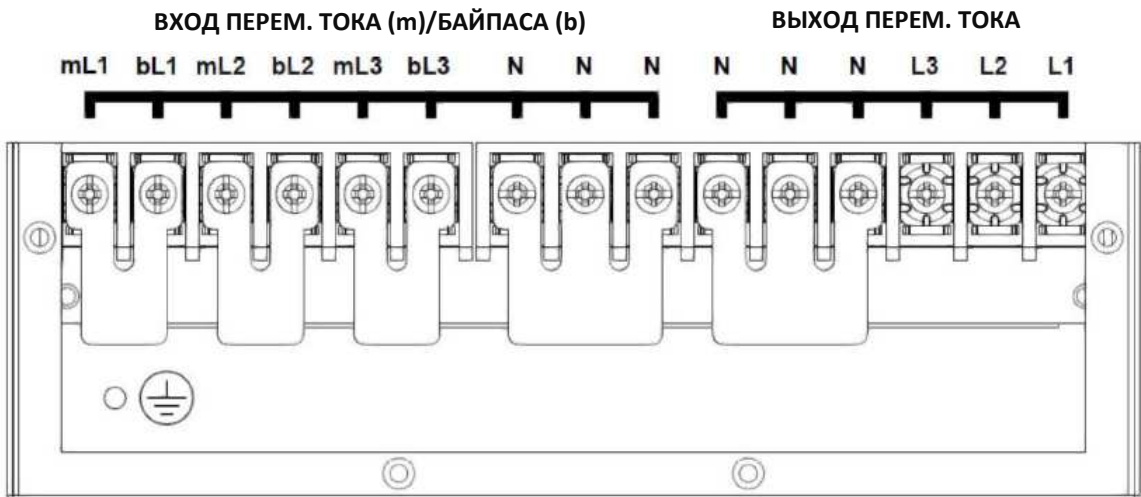 ВХОД ПЕРЕМ. ТОКА (m)/БАЙПАСА (b) ВЫХОД ПЕРЕМ. ТОКА
mL1 bL1 mL2 bL2 mL3 bL3 N N N N N N L3 L2 L1